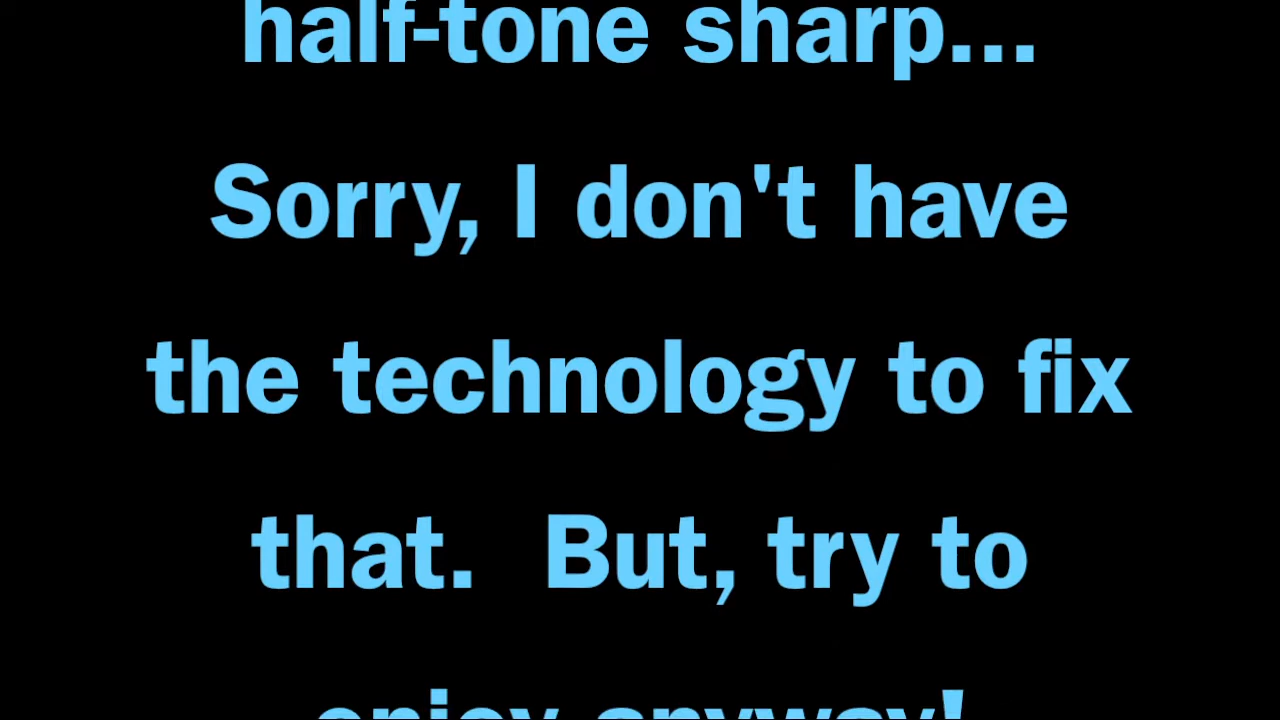 half-tone sharp...
Sorry, I don't have
the technology to fix
that.  But, try to
enjoy anyway!